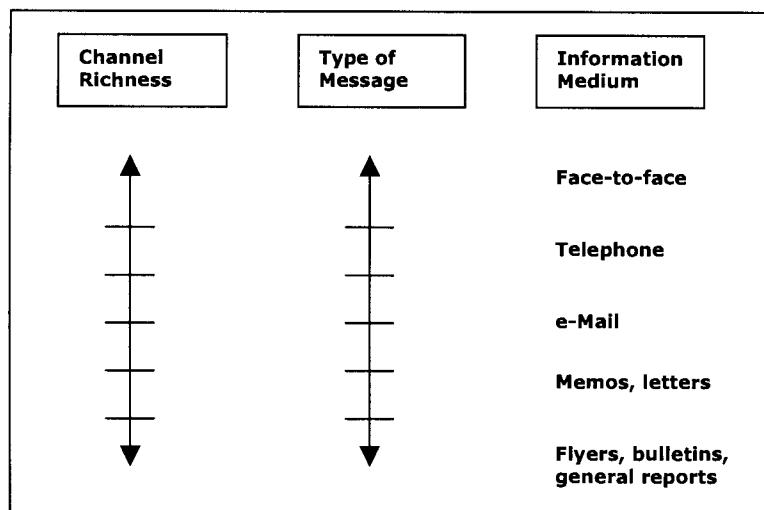 Channel
Richness
Type of
Message
Information
Medium
Face-to-face
Telephone
e-Mail
Memos, letters
Flyers, bulletins,
general reports